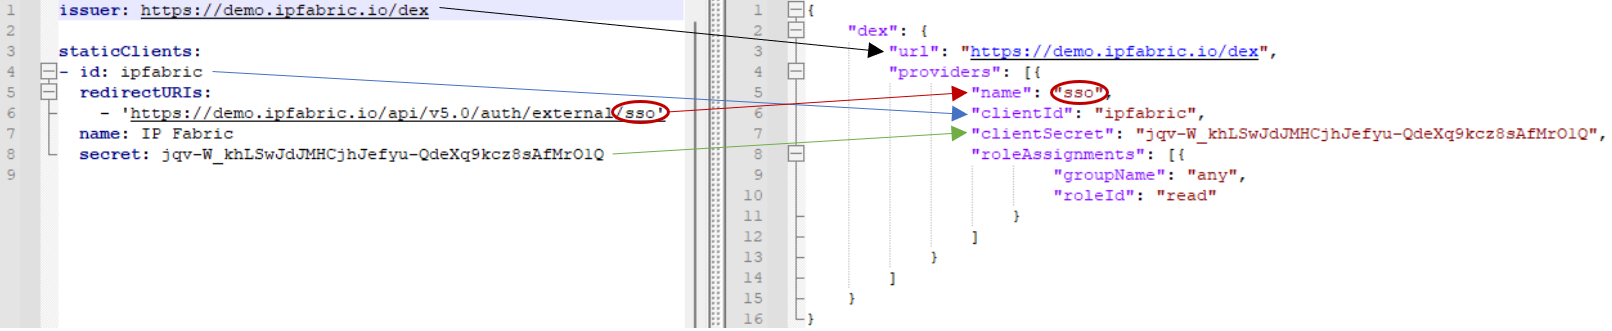 1 issuer: https://demo.ipfabric.io/dex
2
3 staticClients:
4 - id: ipfabric
5 redirectURIs:
6 - 'https://demo.ipfabric.io/api/v5.0/auth/external/sso'
7 name: IP Fabric
8 secret: jqv-W_khLSwJdJMHCjhJefyu-QdeXq9kcz8sAfMrOlQ
9
1 {
2 "dex": {
3 "url": "https://demo.ipfabric.io/dex",
4 "providers": [{
5 "name": "sso",
6 "clientId": "ipfabric",
7 "clientSecret": "jqv-W_khLSwJdJMHCjhJefyu-QdeXq9kcz8sAfMrOlQ",
8 "roleAssignments": [{
9 "groupName": "any",
10 "roleId": "read"
11 }
12 ]
13 }
14 ]
15 }
16 }